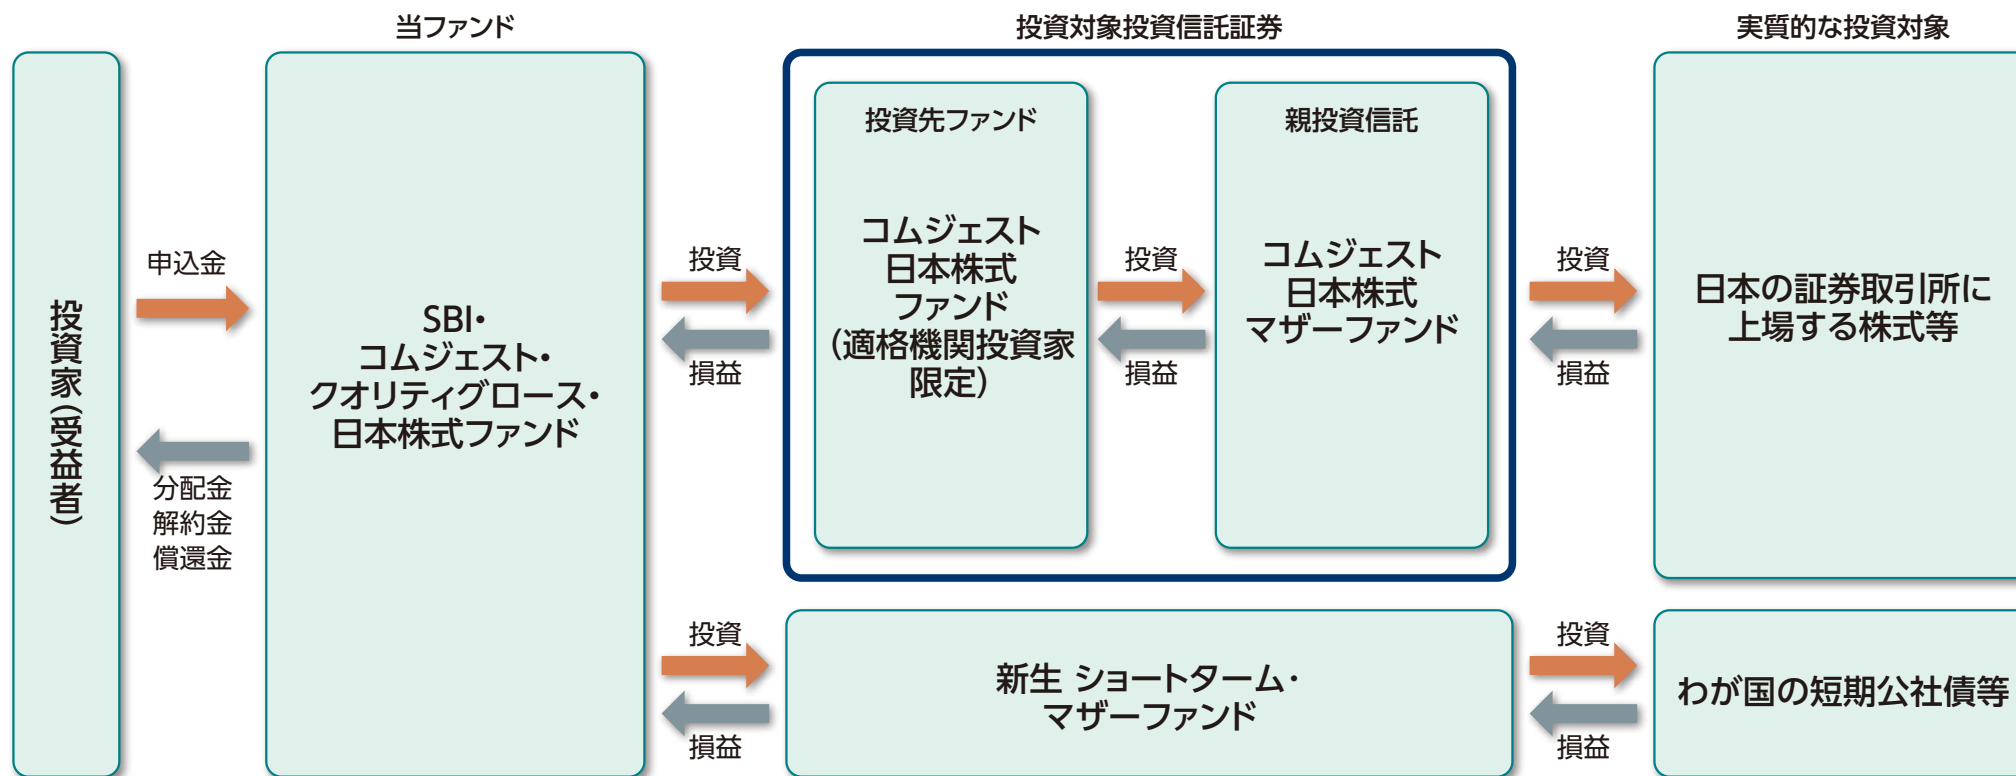 当ファンド
投資対象投資信託証券
実質的な投資対象
投資家(受益者)
申込金
分配金
解約金
償還金
SBI・
コムジェスト・
クオリティグロース・
日本株式ファンド
投資
損益
投資先ファンド
コムジェスト
日本株式
ファンド
(適格機関投資家
限定)
投資
損益
親投資信託
コムジェスト
日本株式
マザーファンド
投資
損益
日本の証券取引所に
上場する株式等
投資
損益
新生 ショートターム・
マザーファンド
投資
損益
わが国の短期公社債等